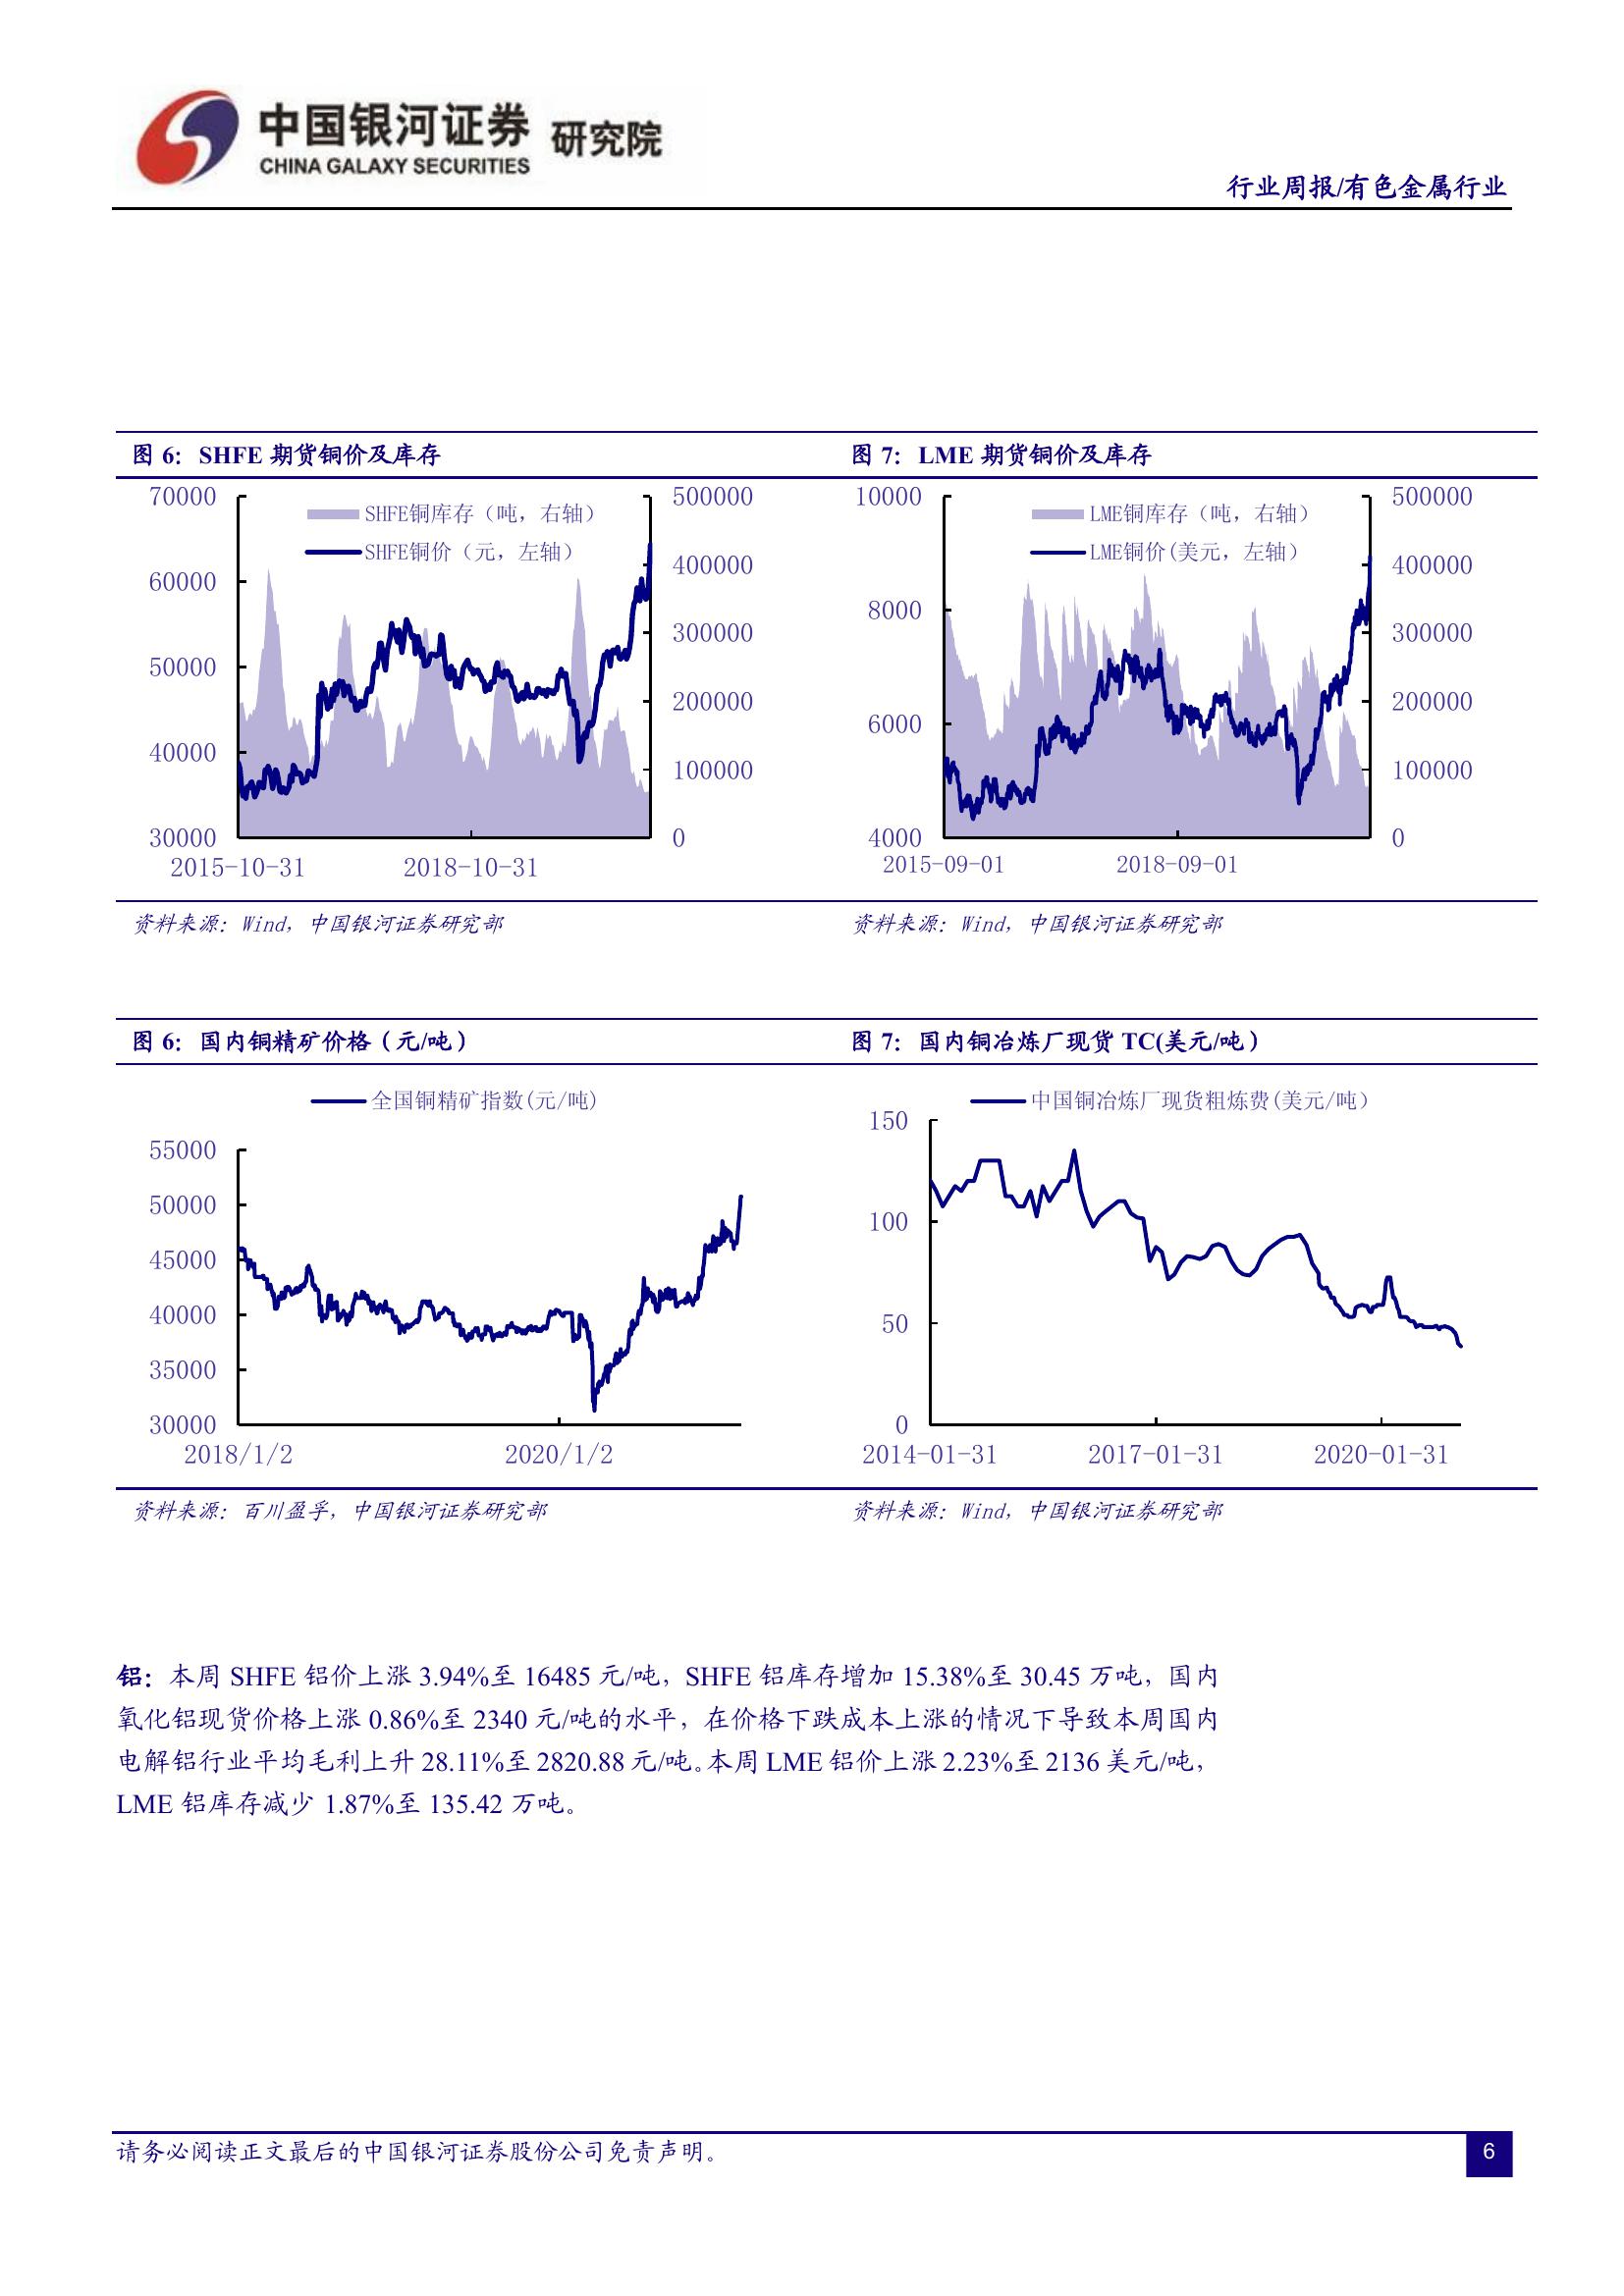 中国银河证券 研究院
CHINA GALAXY SECURITIES
行业周报/有色金属行业
图 6：SHFE 期货铜价及库存
70000
60000
50000
40000
30000
SHFE铜库存（吨，右轴）
SHFE铜价（元，左轴）
500000
400000
300000
200000
100000
0
2015-10-31 2018-10-31
资料来源：Wind，中国银河证券研究部
图 7：LME 期货铜价及库存
10000
8000
6000
4000
LME铜库存（吨，右轴）
LME铜价(美元，左轴）
500000
400000
300000
200000
100000
0
2015-09-01 2018-09-01
资料来源：Wind，中国银河证券研究部
图 6：国内铜精矿价格（元/吨）
全国铜精矿指数(元/吨)
55000
50000
45000
40000
35000
30000
2018/1/2 2020/1/2
资料来源：百川盈孚，中国银河证券研究部
图 7：国内铜冶炼厂现货 TC(美元/吨）
中国铜冶炼厂现货粗炼费(美元/吨）
150
100
50
0
2014-01-31 2017-01-31 2020-01-31
资料来源：Wind，中国银河证券研究部
铝：本周 SHFE 铝价上涨 3.94%至 16485 元/吨，SHFE 铝库存增加 15.38%至 30.45 万吨，国内
氧化铝现货价格上涨 0.86%至 2340 元/吨的水平，在价格下跌成本上涨的情况下导致本周国内
电解铝行业平均毛利上升 28.11%至 2820.88 元/吨。本周 LME 铝价上涨 2.23%至 2136 美元/吨，
LME 铝库存减少 1.87%至 135.42 万吨。
请务必阅读正文最后的中国银河证券股份公司免责声明。
6